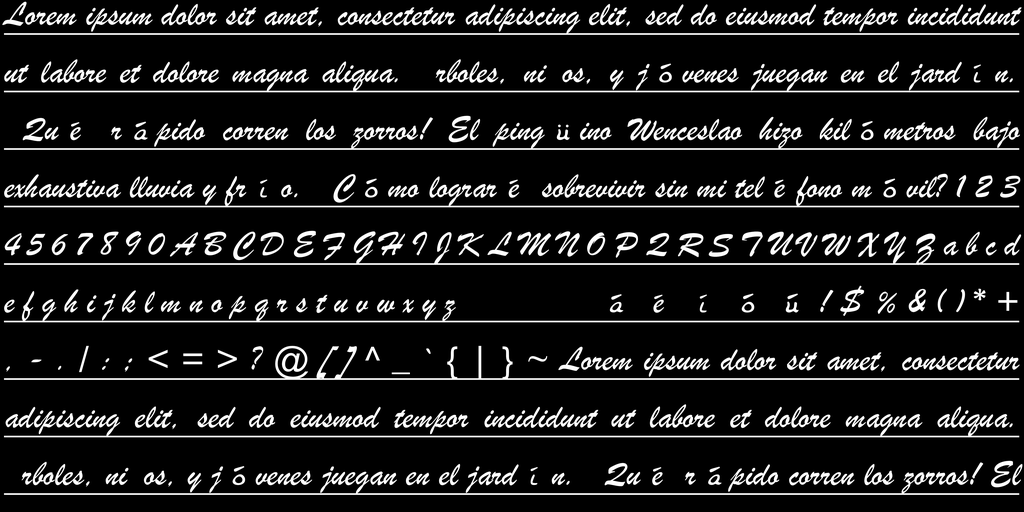 Lorem ipsum dolor sit amet, consectetur adipiscing elit, sed do eiusmod tempor incididunt
ut labore et dolore magna aliqua. rboles, ni os, y j ó venes juegan en el jard í n.
Qu é r á pido corren los zorros! El ping ü ino Wenceslao hizo kil ó metros bajo
exhaustiva lluvia y fr í o. C ó mo lograr é sobrevivir sin mi tel é fono m ó vil? 1 2 3
4 5 6 7 8 9 0 A B C D E F G H I J K L M N O P Q R S T U V W X Y Z a b c d
e f g h i j k l m n o p q r s t u v w x y z á é í ó ú ! $ % & ( ) * +
, - . / : ; < = > ? @ [ ] ^ _ ` { | } ~ Lorem ipsum dolor sit amet, consectetur
adipiscing elit, sed do eiusmod tempor incididunt ut labore et dolore magna aliqua.
rboles, ni os, y j ó venes juegan en el jard í n. Qu é r á pido corren los zorros! El